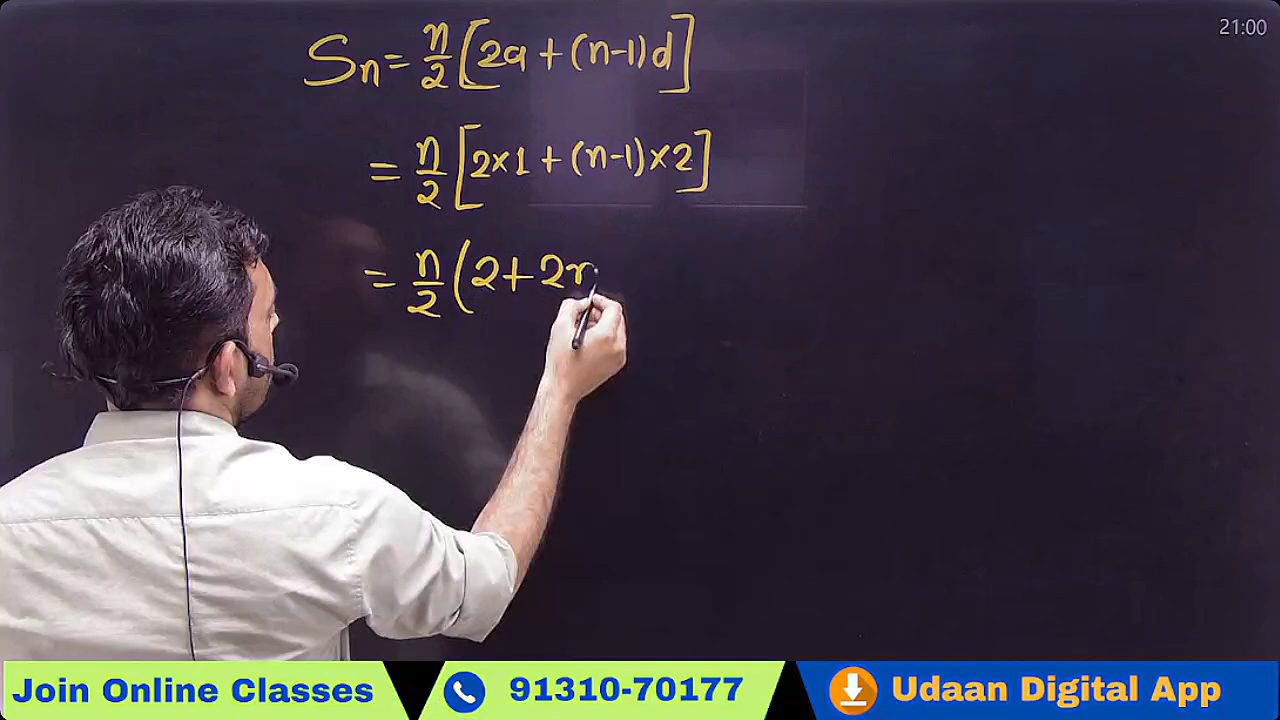 21:00
Sn = n/2 [2a + (n-1)d]
= n/2 [2×1 + (n-1)×2]
= n/2 (2+2n
Join Online Classes
91310-70177
Udaan Digital App